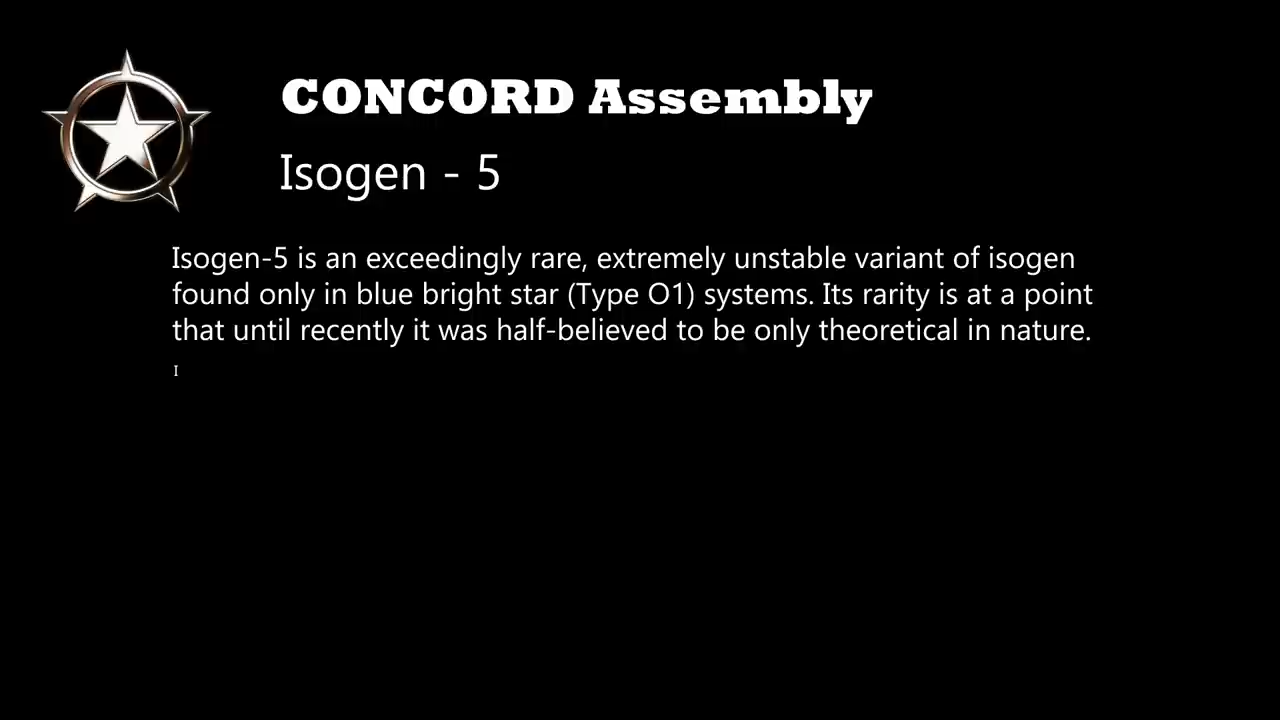 CONCORD Assembly
Isogen - 5
Isogen-5 is an exceedingly rare, extremely unstable variant of isogen
found only in blue bright star (Type O1) systems. Its rarity is at a point
that until recently it was half-believed to be only theoretical in nature.
I